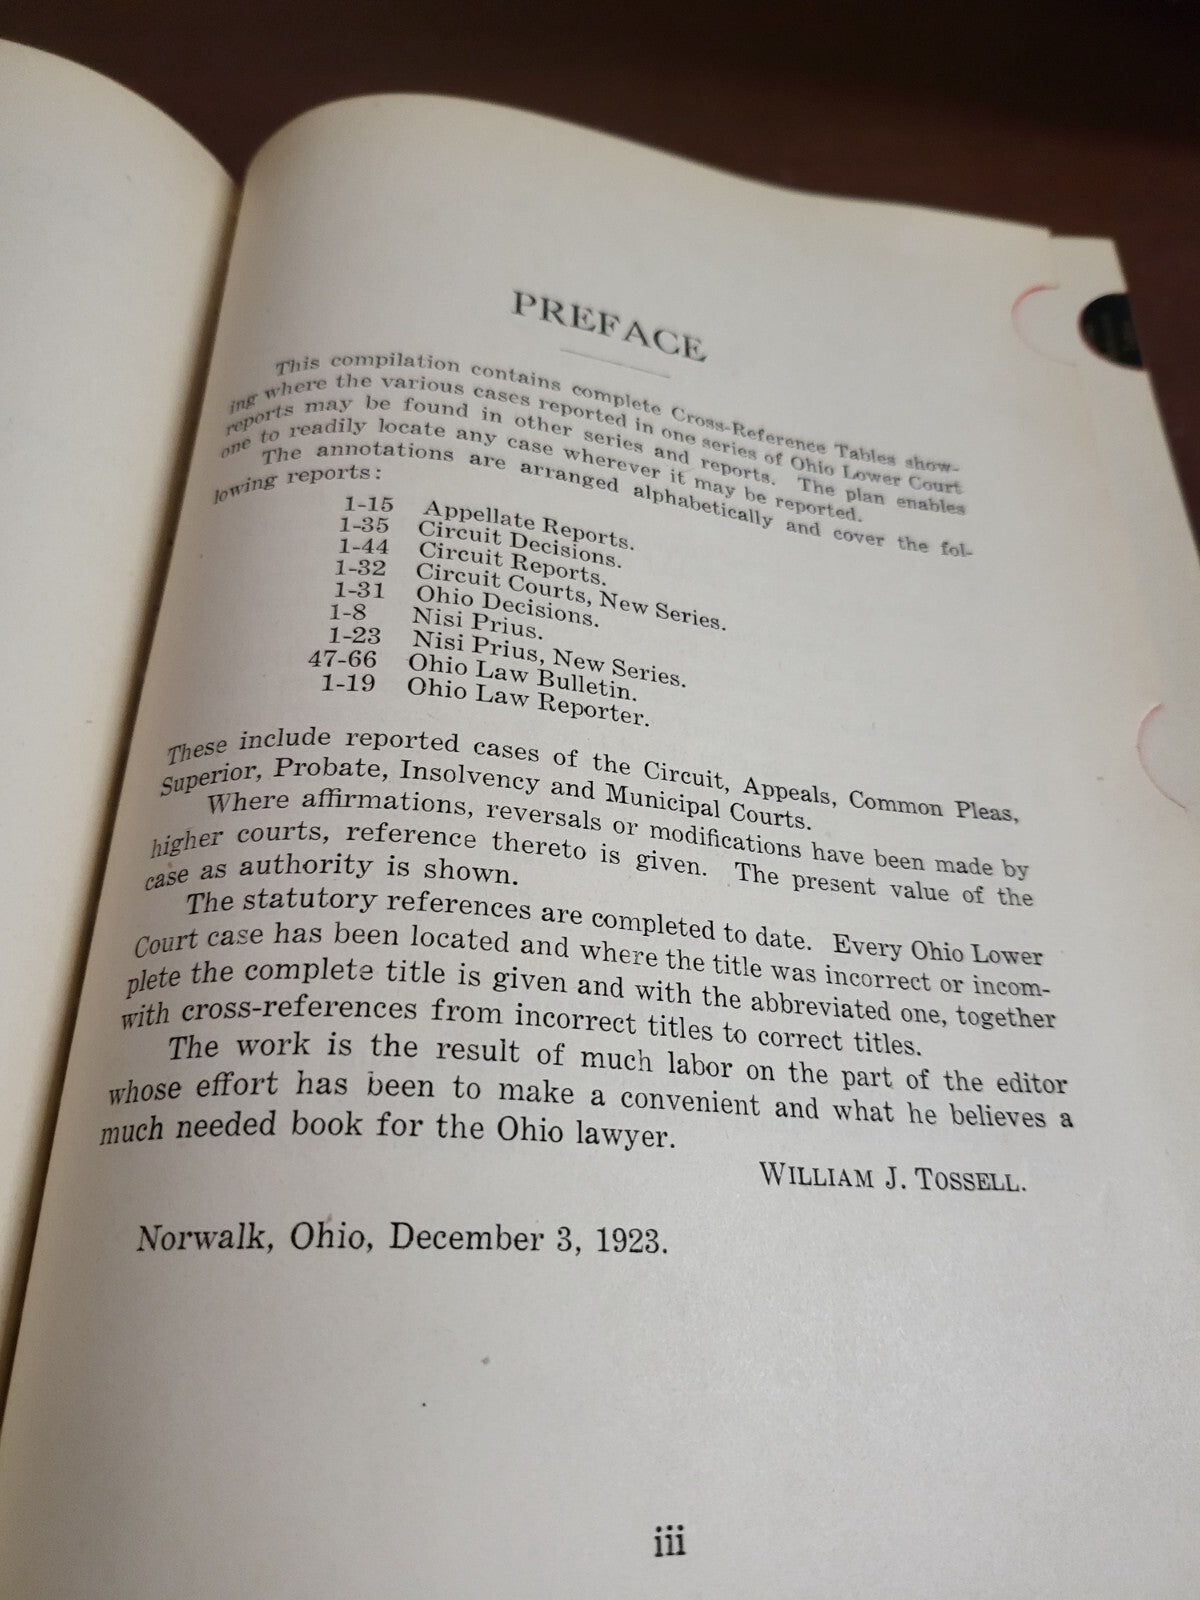 PREFACE
This compilation contains complete Cross-Reference Tables show-
ing where the various cases reported in one series of Ohio Lower Court
reports may be found in other series and reports. The plan enables
one to readily locate any case wherever it may be reported.
The annotations are arranged alphabetically and cover the fol-
lowing reports:
1-15 Appellate Reports.
1-35 Circuit Decisions.
1-44 Circuit Reports.
1-32 Circuit Courts, New Series.
1-31 Ohio Decisions.
1-8 Nisi Prius.
1-23 Nisi Prius, New Series.
47-66 Ohio Law Bulletin.
1-19 Ohio Law Reporter.
These include reported cases of the Circuit, Appeals, Common Pleas,
Superior, Probate, Insolvency and Municipal Courts.
Where affirmations, reversals or modifications have been made by
higher courts, reference thereto is given. The present value of the
case as authority is shown.
The statutory references are completed to date. Every Ohio Lower
Court case has been located and where the title was incorrect or incom-
plete the complete title is given and with the abbreviated one, together
with cross-references from incorrect titles to correct titles.
The work is the result of much labor on the part of the editor
whose effort has been to make a convenient and what he believes a
much needed book for the Ohio lawyer.
WILLIAM J. TOSSELL.
Norwalk, Ohio, December 3, 1923.
iii